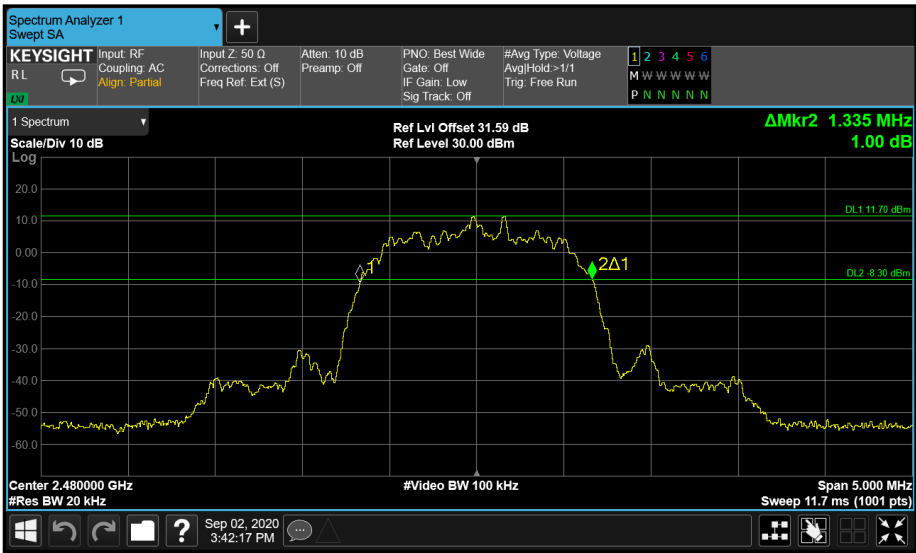 Spectrum Analyzer 1
Swept SA
+
KEYSIGHT Input: RF Input Z: 50 Ω Atten: 10 dB PNO: Best Wide #Avg Type: Voltage 1 2 3 4 5 6
RL Coupling: AC Corrections: Off Preamp: Off Gate: Off Avg|Hold:>1/1 M W W W W W
Align: Partial Freq Ref: Ext (S) IF Gain: Low Trig: Free Run
LXI Sig Track: Off P N N N N N
1 Spectrum Ref Lvl Offset 31.59 dB ΔMkr2 1.335 MHz
Scale/Div 10 dB Ref Level 30.00 dBm 1.00 dB
Log
20.0
DL1 11.70 dBm
10.0
0.00
1 2Δ1
DL2 -8.30 dBm
-10.0
-20.0
-30.0
-40.0
-50.0
-60.0
Center 2.480000 GHz #Video BW 100 kHz Span 5.000 MHz
#Res BW 20 kHz Sweep 11.7 ms (1001 pts)
? Sep 02, 2020
3:42:17 PM